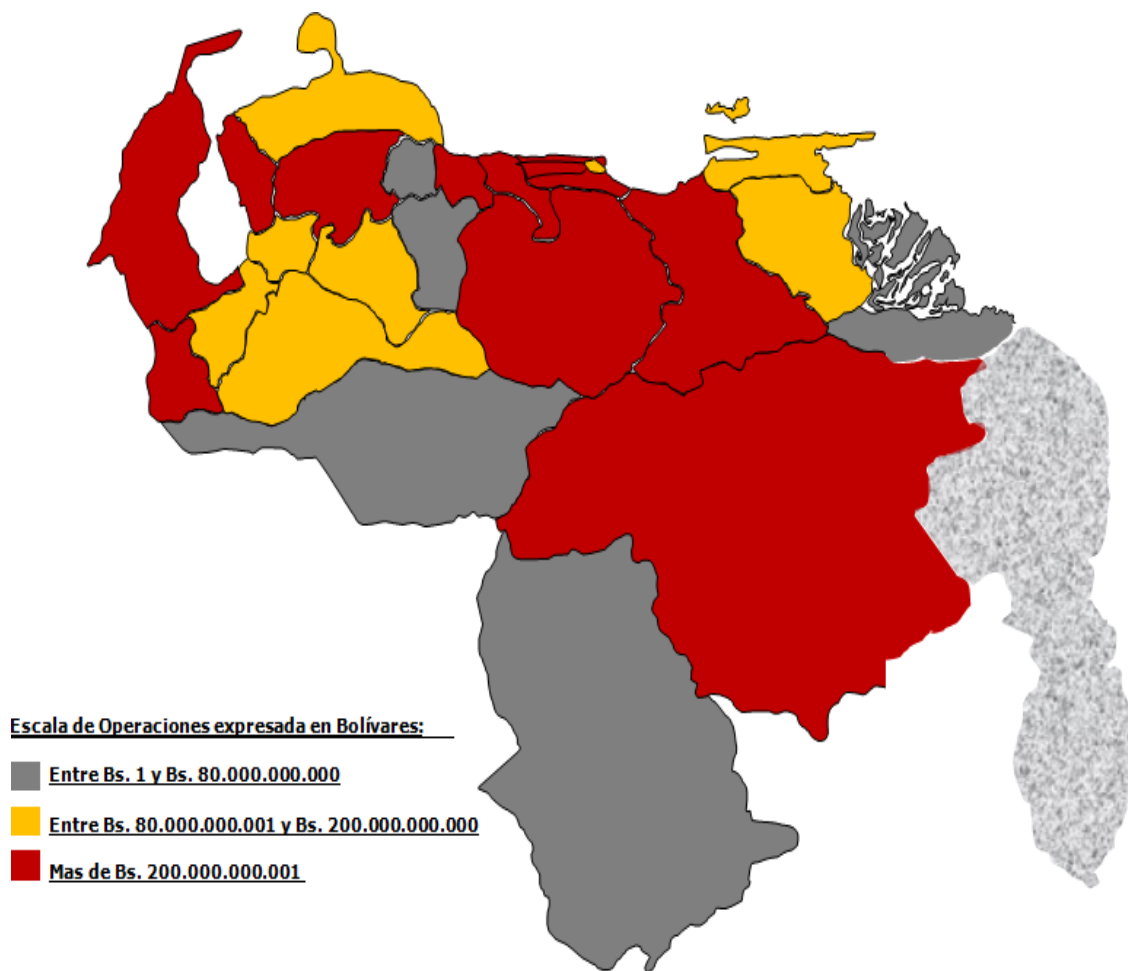 Escala de Operaciones expresada en Bolívares:
Entre Bs. 1 y Bs. 80.000.000.000
Entre Bs. 80.000.000.001 y Bs. 200.000.000.000
Mas de Bs. 200.000.000.001